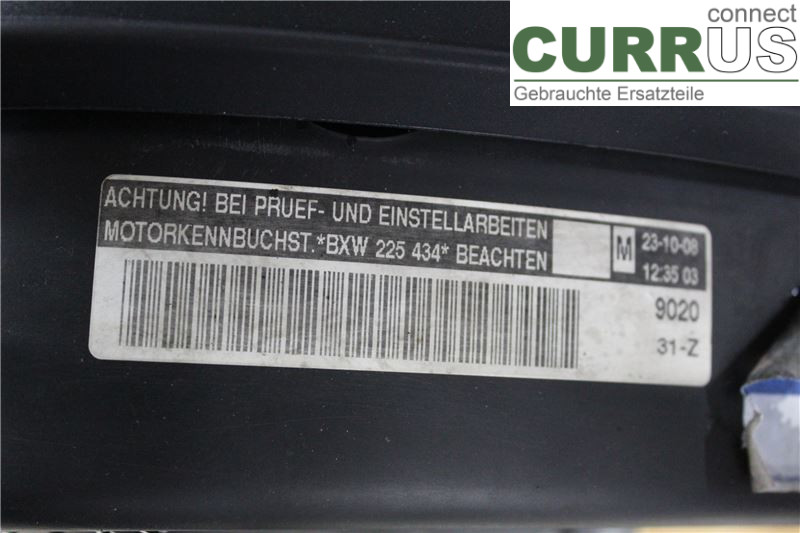 connect
CURRUS
Gebrauchte Ersatzteile
ACHTUNG! BEI PRUEF- UND EINSTELLARBEITEN
MOTORKENNBUCHST.*BXW 225 434* BEACHTEN
M
23-10-08
12:35 03
9020
31-Z